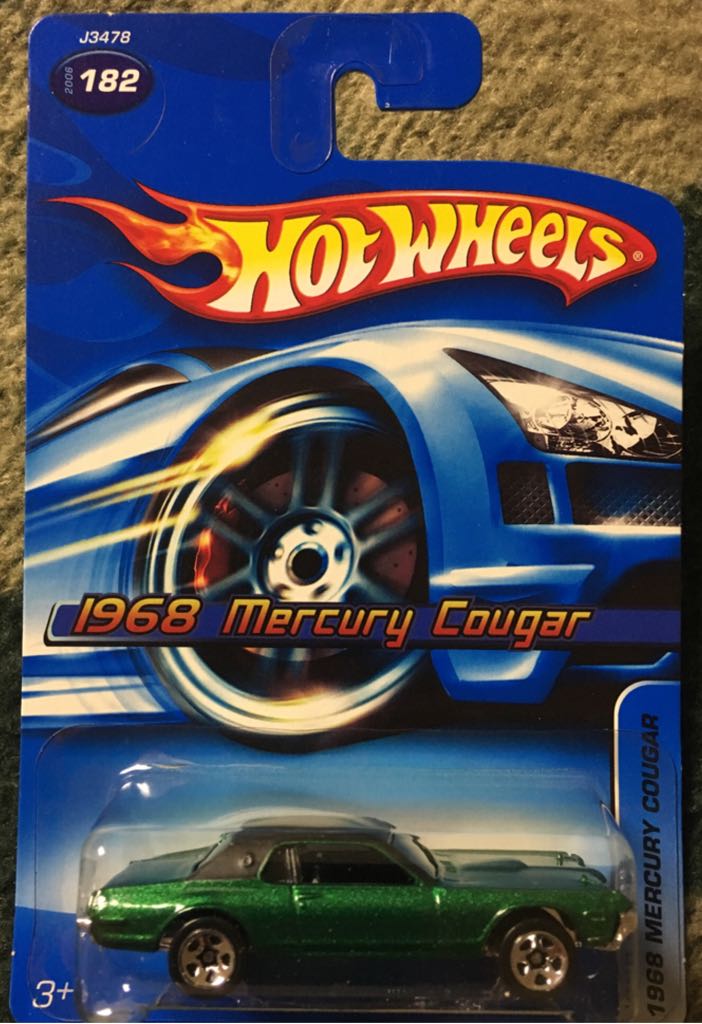 J3478
2006
182
HOT WHEELS®
1968 Mercury Cougar
1968 MERCURY COUGAR
3+